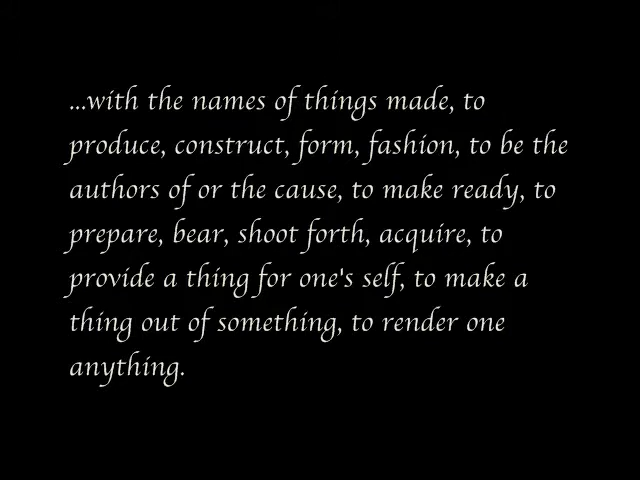 ...with the names of things made, to
produce, construct, form, fashion, to be the
authors of or the cause, to make ready, to
prepare, bear, shoot forth, acquire, to
provide a thing for one's self, to make a
thing out of something, to render one
anything.